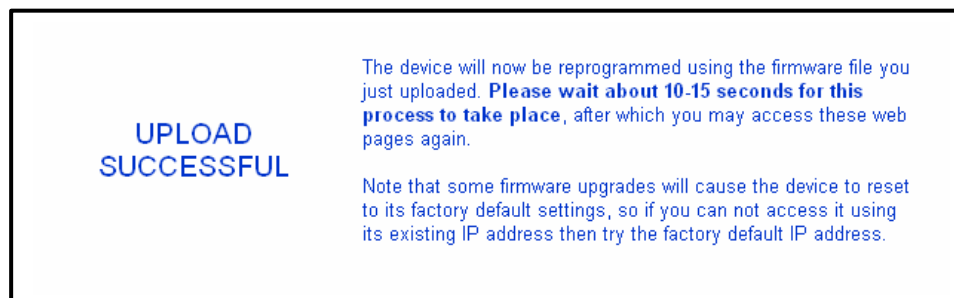 UPLOAD
SUCCESSFUL
The device will now be reprogrammed using the firmware file you
just uploaded. Please wait about 10-15 seconds for this
process to take place, after which you may access these web
pages again.
Note that some firmware upgrades will cause the device to reset
to its factory default settings, so if you can not access it using
its existing IP address then try the factory default IP address.